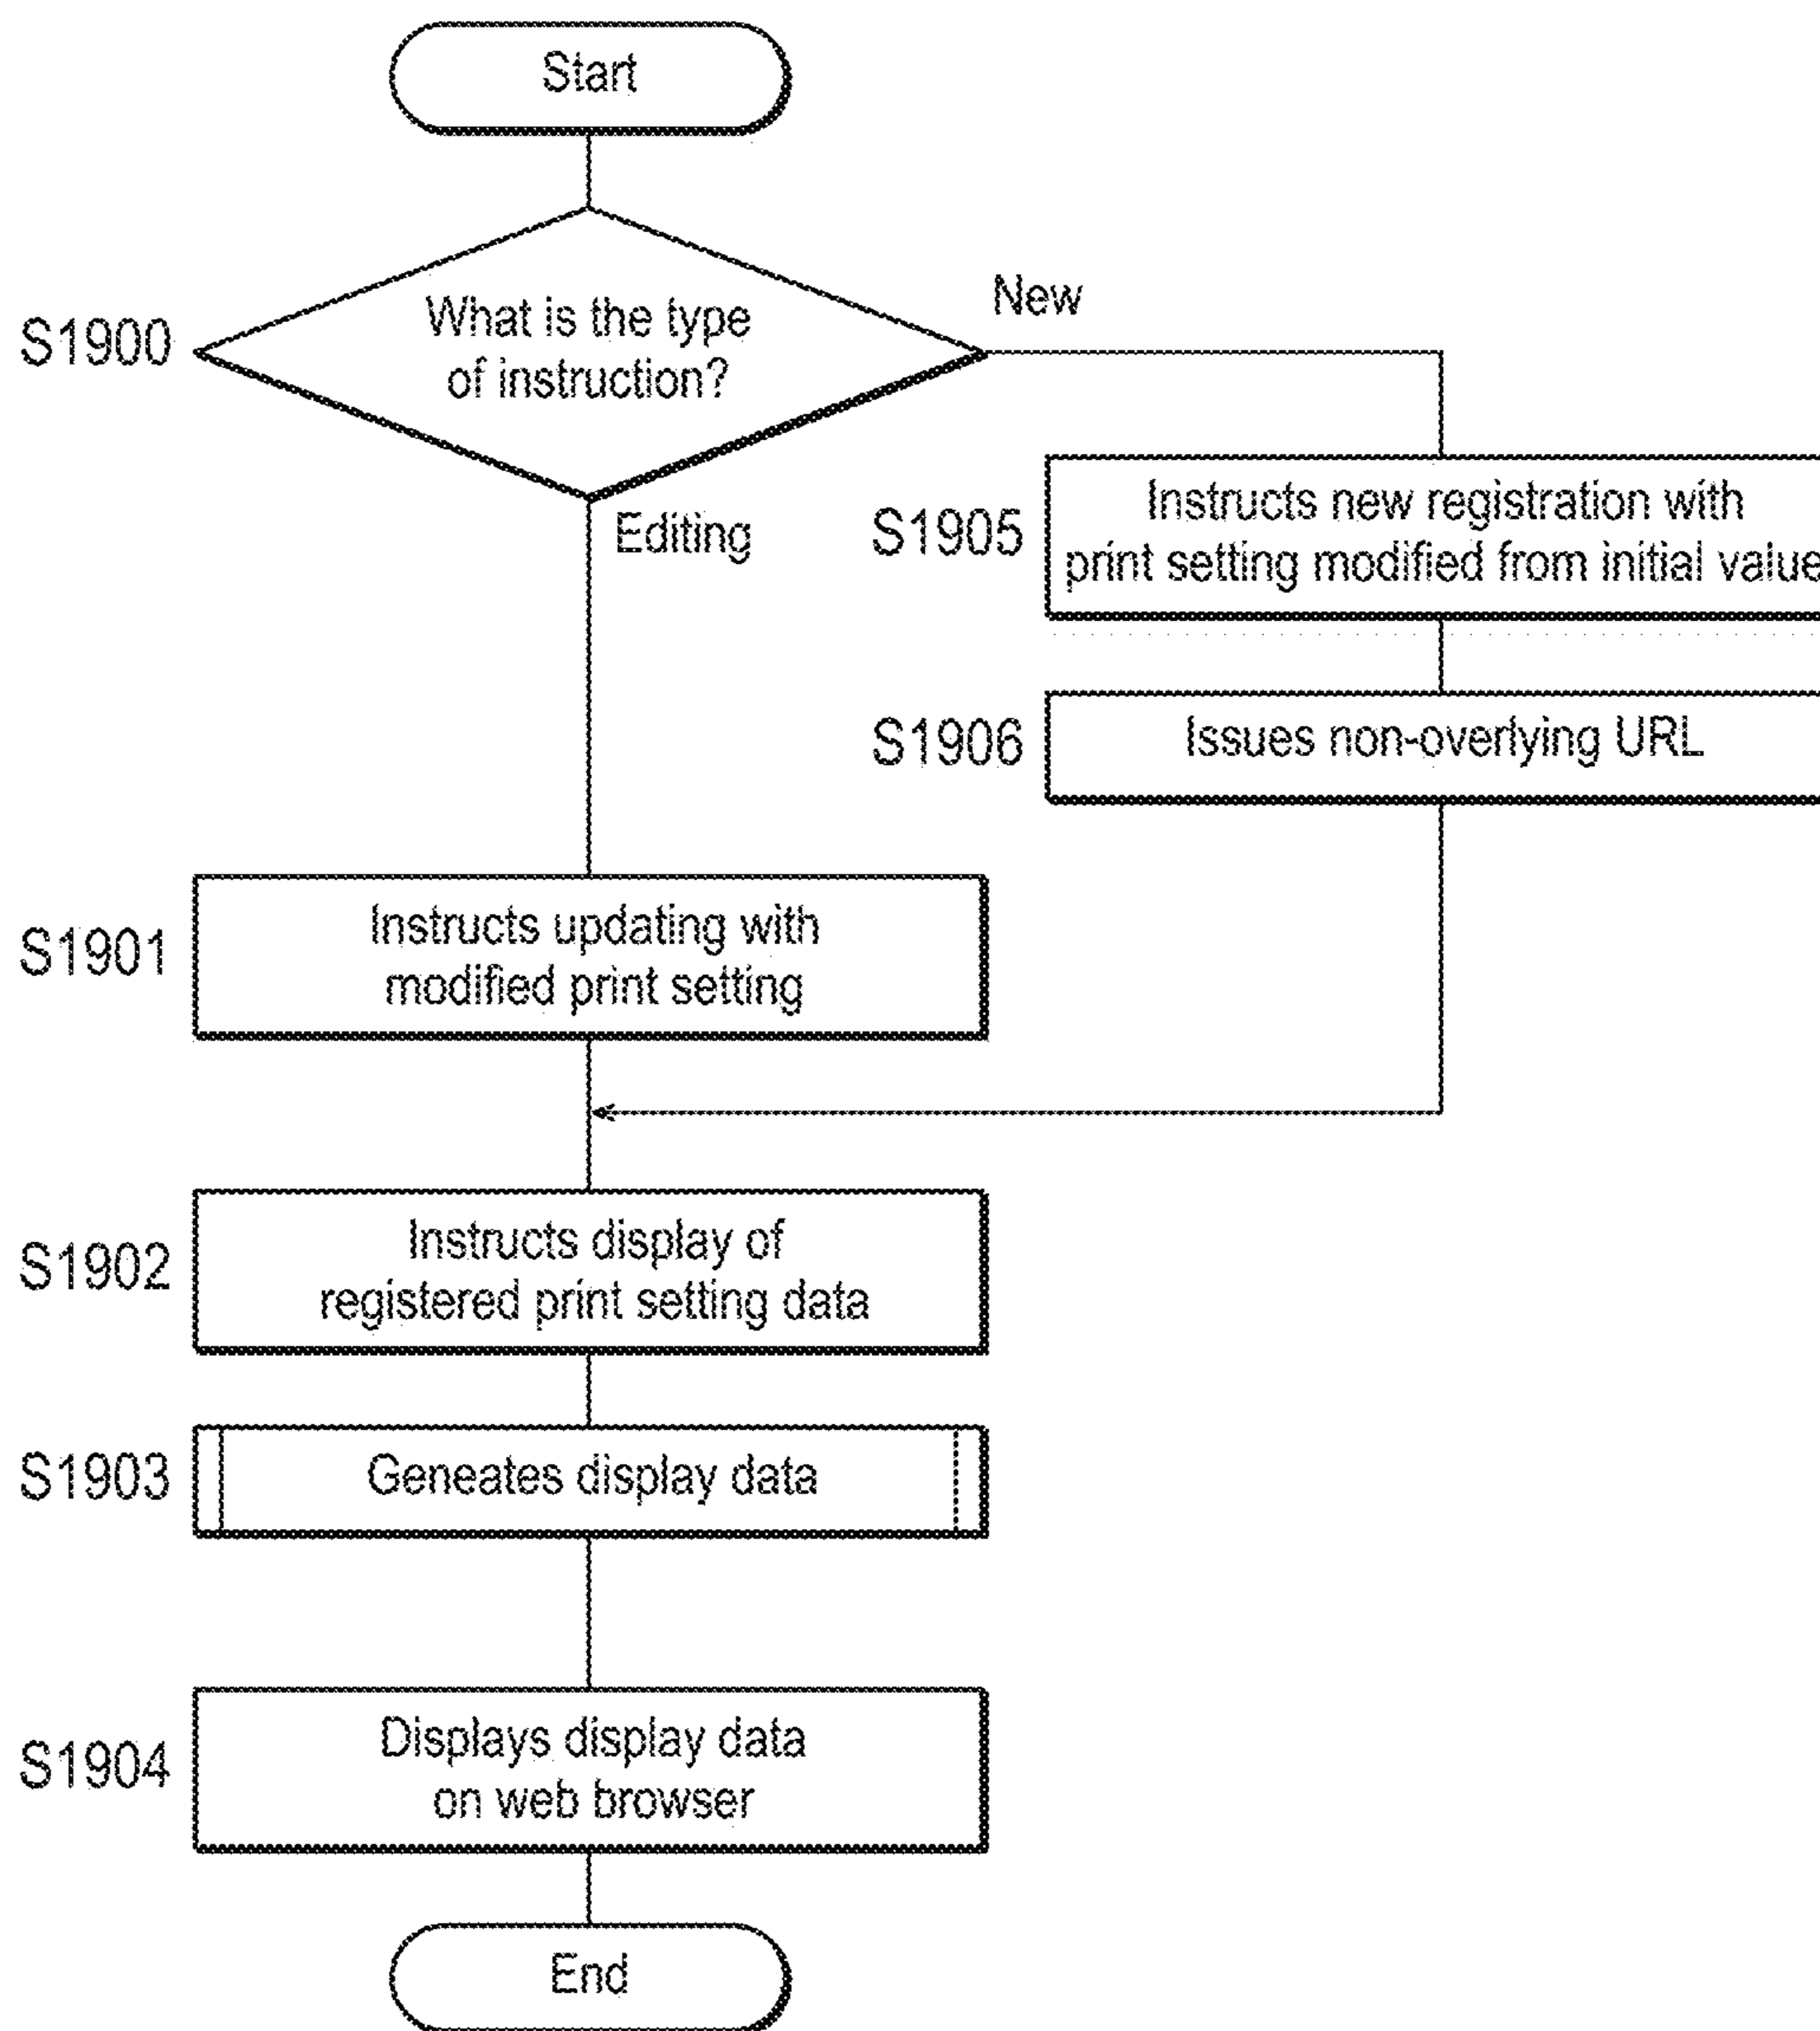 Start
S1900
What is the type
of instruction?
New
Editing
S1905
Instructs new registration with
print setting modified from initial value
S1906
Issues non-overlying URL
S1901
Instructs updating with
modified print setting
S1902
Instructs display of
registered print setting data
S1903
Geneates display data
S1904
Displays display data
on web browser
End